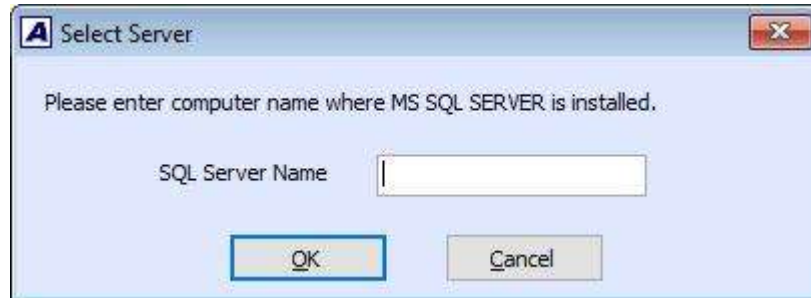 A Select Server
Please enter computer name where MS SQL SERVER is installed.
SQL Server Name
OK Cancel